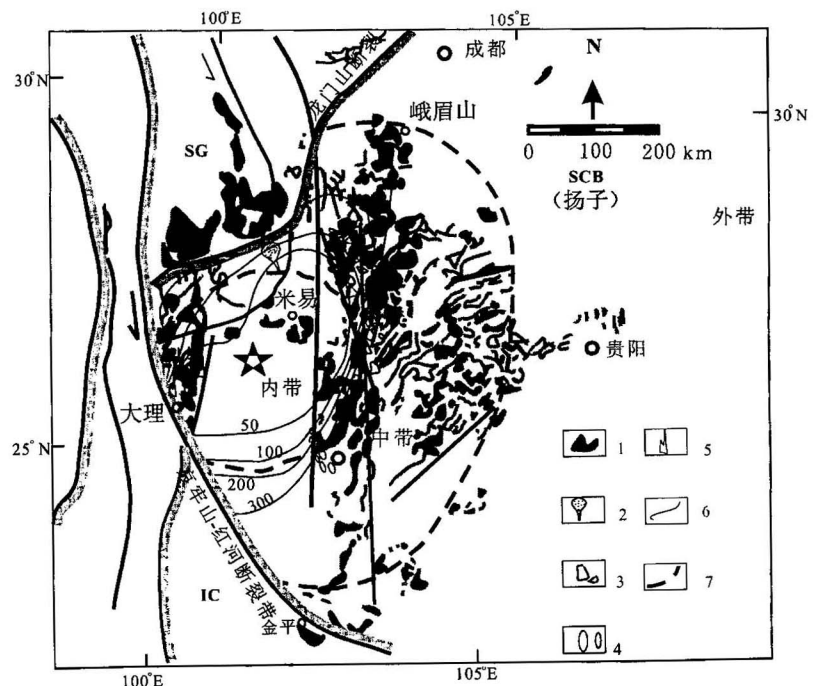 100°E
105°E
30°N
成都
N
龙门山断裂
峨眉山
30°N
0 100 200 km
SG
SCB
(扬子)
外带
米易
贵阳
内带
大理
50
中带
25°N
100
200
300
1
5
2
6
哀牢山-红河断裂带
3
7
IC
金平
4
100°E
105°E